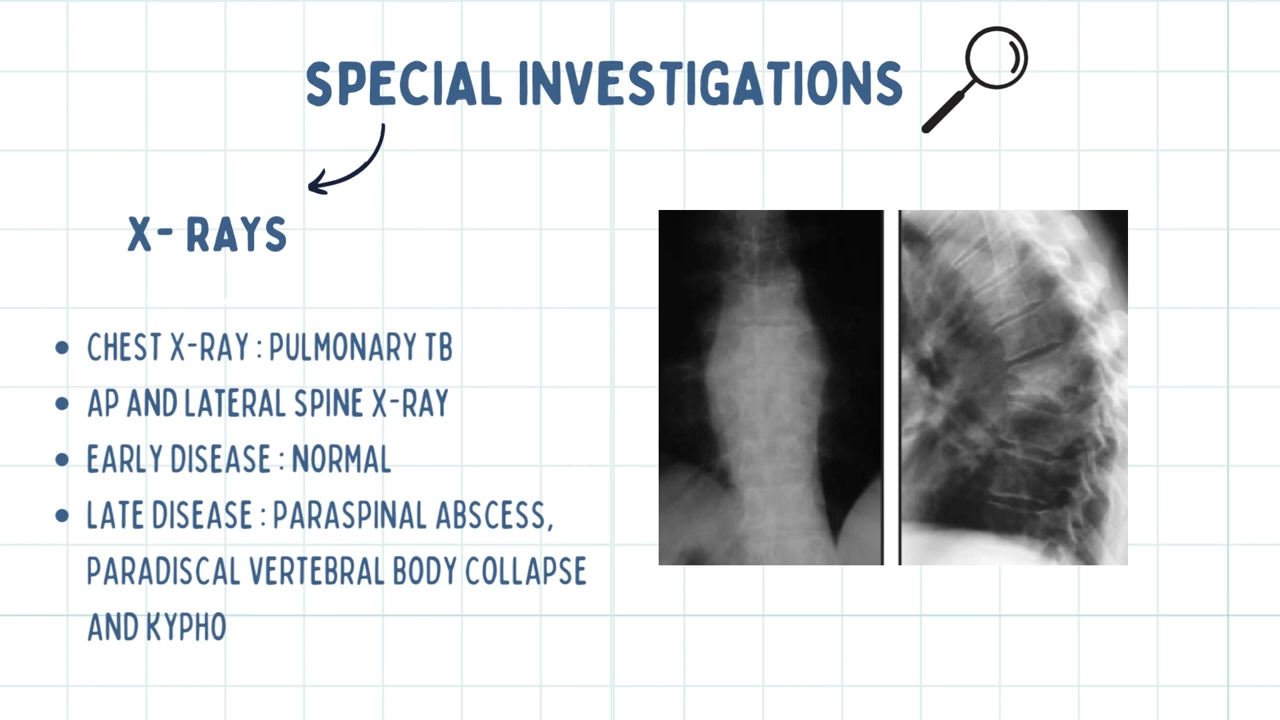 SPECIAL INVESTIGATIONS
X- RAYS
• CHEST X-RAY : PULMONARY TB
• AP AND LATERAL SPINE X-RAY
• EARLY DISEASE : NORMAL
• LATE DISEASE : PARASPINAL ABSCESS,
PARADISCAL VERTEBRAL BODY COLLAPSE
AND KYPHO